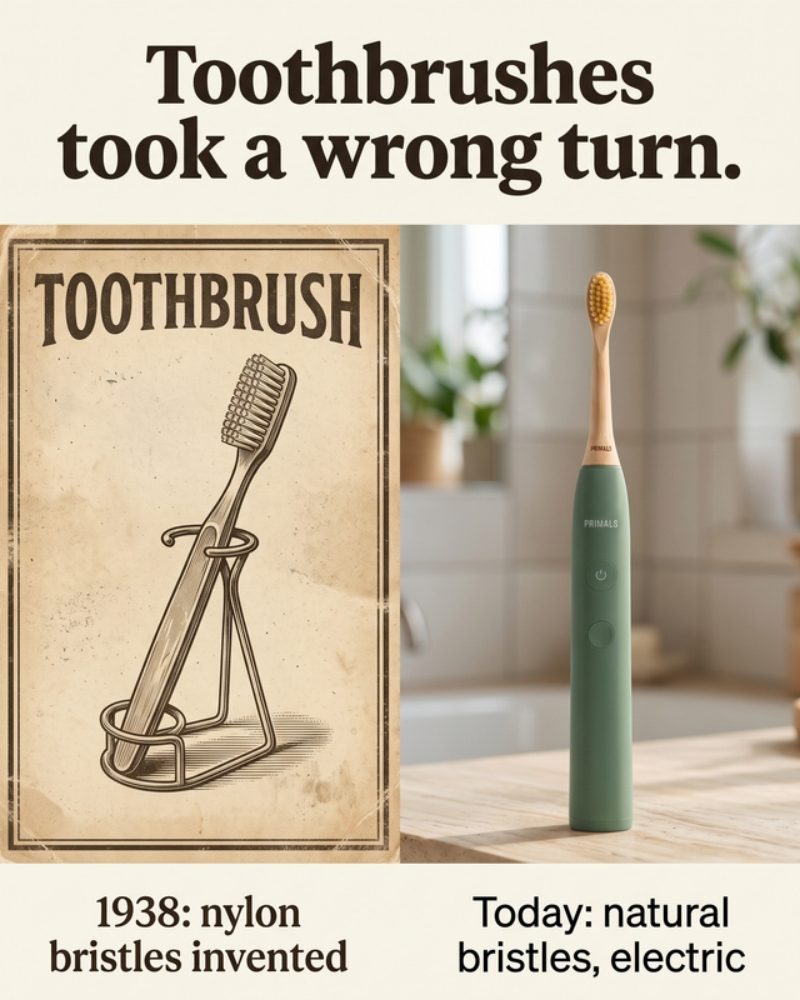 Toothbrushes
took a wrong turn.
TOOTHBRUSH
PRIMALS
PRIMALS
1938: nylon
bristles invented
Today: natural
bristles, electric